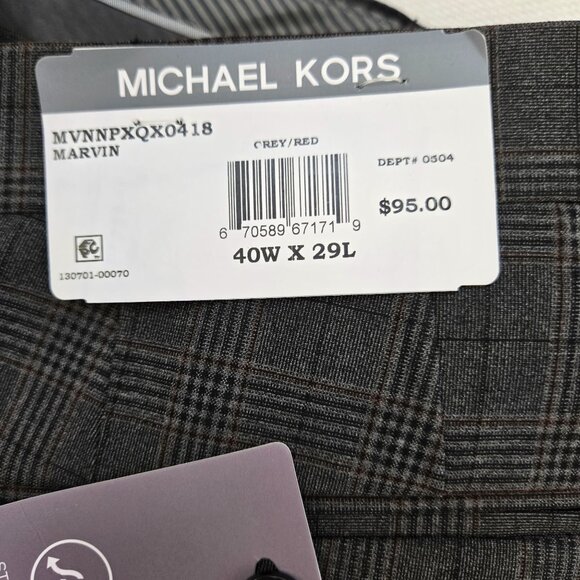 MICHAEL KORS
MVNNPXQX0418
MARVIN
GREY/RED
DEPT# 0504
6 70589 67171 9
$95.00
40W X 29L
130701-00070